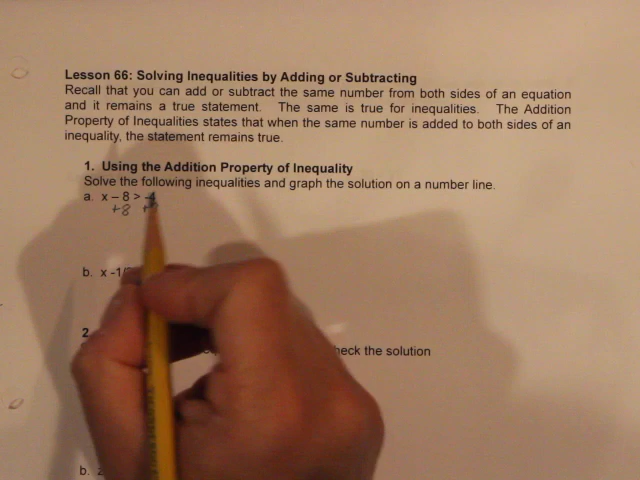 Lesson 66: Solving Inequalities by Adding or Subtracting
Recall that you can add or subtract the same number from both sides of an equation
and it remains a true statement. The same is true for inequalities. The Addition
Property of Inequalities states that when the same number is added to both sides of an
inequality, the statement remains true.
1. Using the Addition Property of Inequality
Solve the following inequalities and graph the solution on a number line.
a. x – 8 > -4
+8 +
b. x -1/
2
the solution
b.